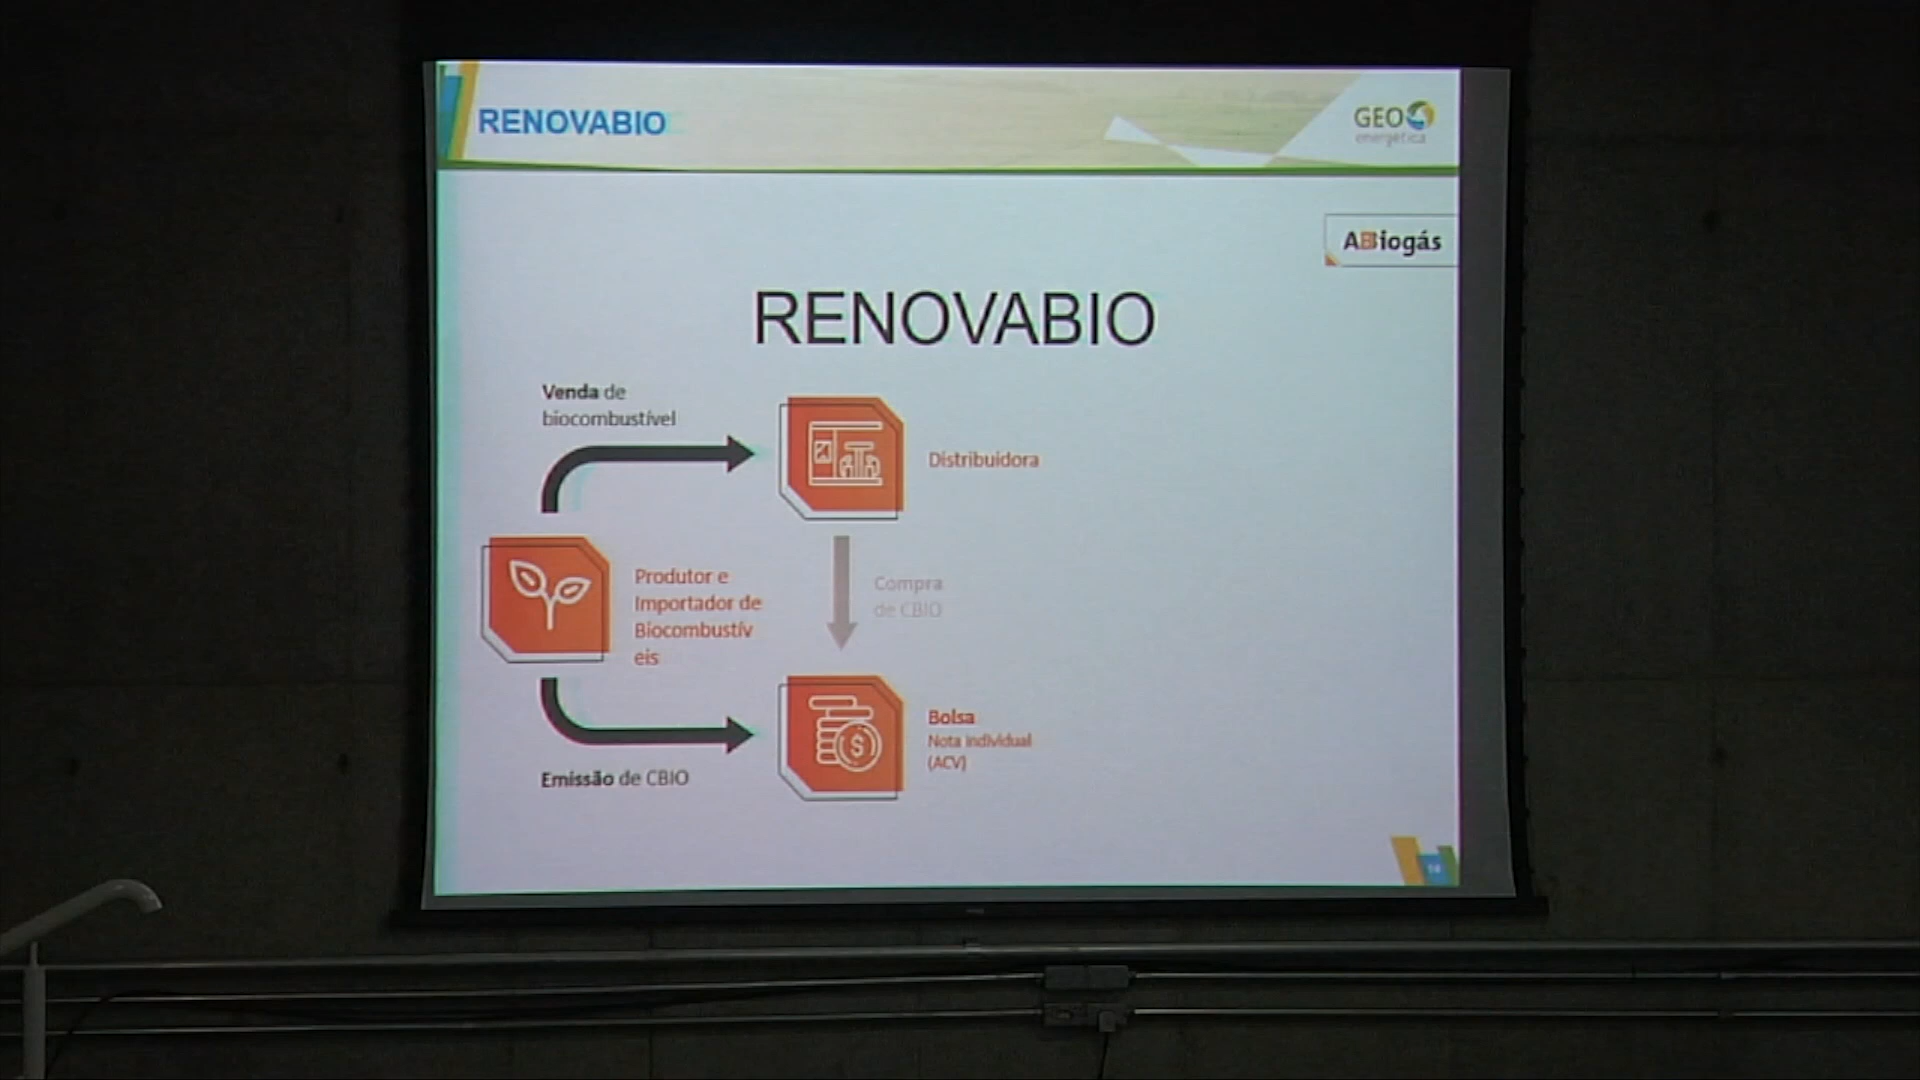 RENOVABIO
GEO
energética
ABiogás
RENOVABIO
Venda de
biocombustível
Distribuidora
Produtor e
Importador de
Biocombustív
eis
Compra
de CBIO
Bolsa
Nota individual
(ACV)
Emissão de CBIO